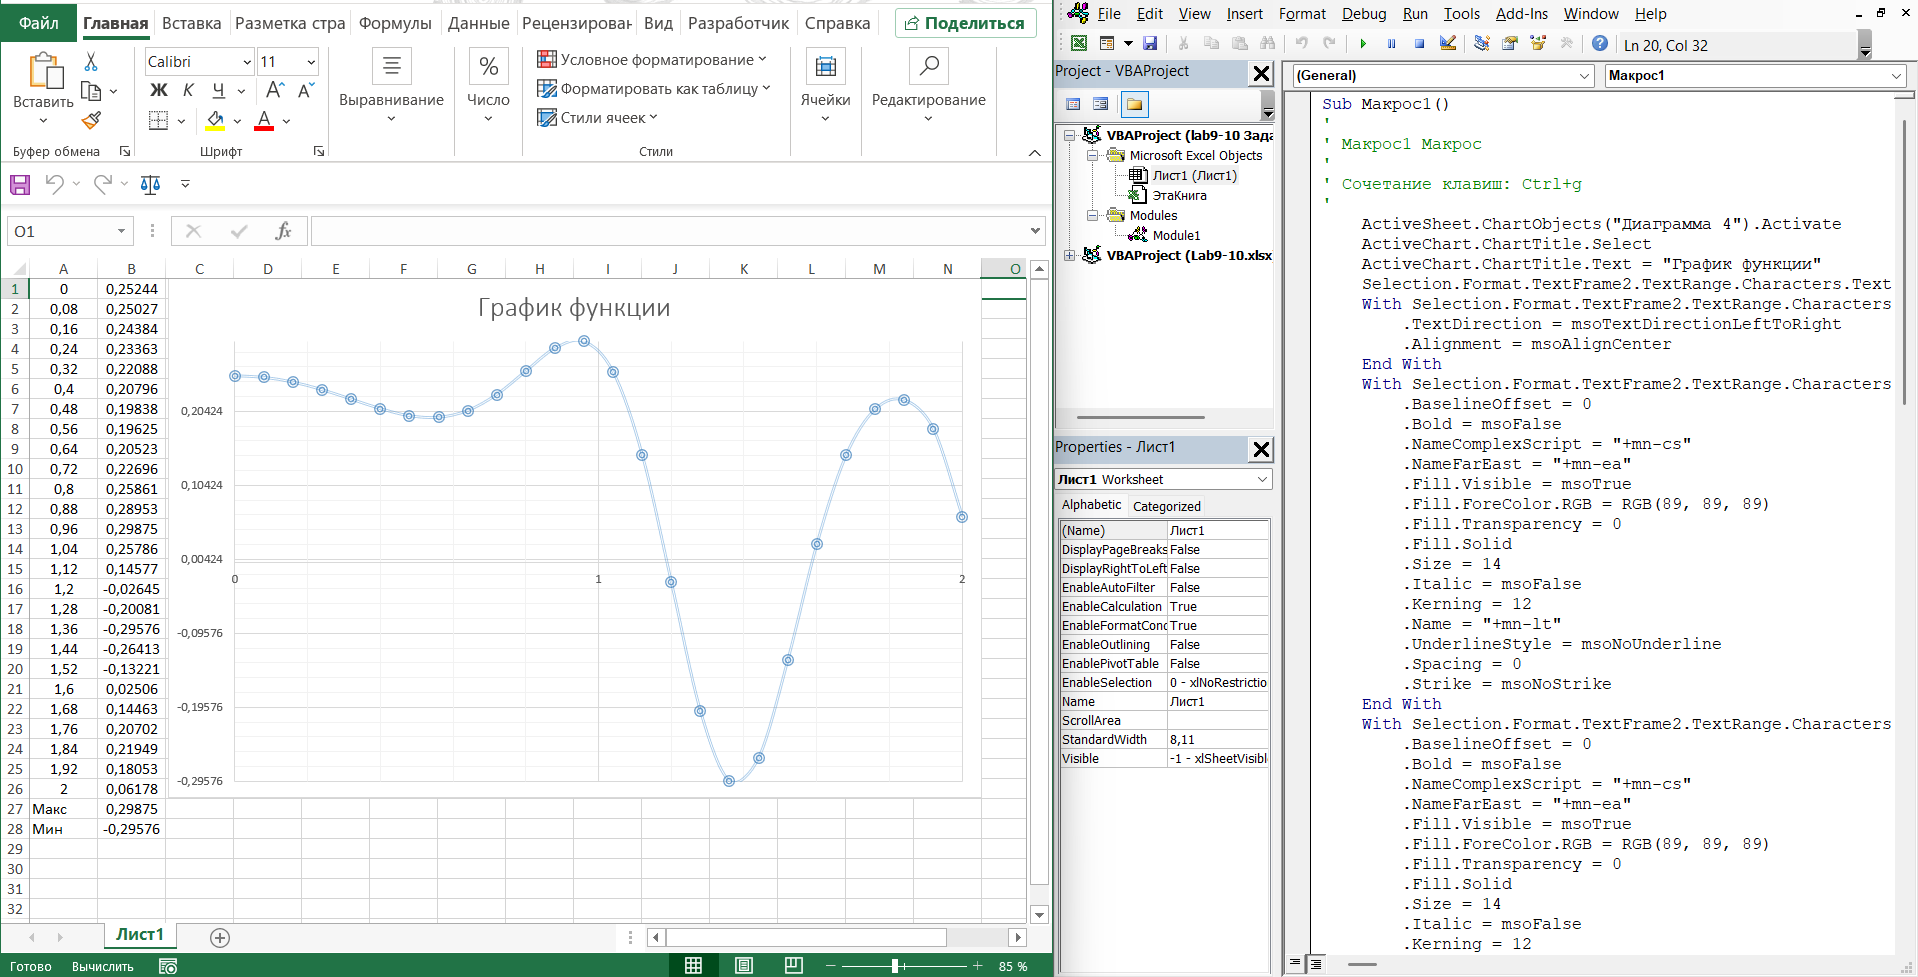 Файл Главная Вставка Разметка стра Формулы Данные Рецензирован Вид Разработчик Справка Поделиться
Вставить
Буфер обмена
Calibri 11
Ж К Ч A A
Шрифт
Выравнивание
%
Число
Условное форматирование
Форматировать как таблицу
Стили ячеек
Стили
Ячейки
Редактирование
O1 fx
A B C D E F G H I J K L M N O
1 0 0,25244
2 0,08 0,25027
3 0,16 0,24384
4 0,24 0,23363
5 0,32 0,22088
6 0,4 0,20796
7 0,48 0,19838
8 0,56 0,19625
9 0,64 0,20523
10 0,72 0,22696
11 0,8 0,25861
12 0,88 0,28953
13 0,96 0,29875
14 1,04 0,25786
15 1,12 0,14577
16 1,2 -0,02645
17 1,28 -0,20081
18 1,36 -0,29576
19 1,44 -0,26413
20 1,52 -0,13221
21 1,6 0,02506
22 1,68 0,14463
23 1,76 0,20702
24 1,84 0,21949
25 1,92 0,18053
26 2 0,06178
27 Макс 0,29875
28 Мин -0,29576
29
30
31
32
График функции
0,20424
0,10424
0,00424
-0,09576
-0,19576
-0,29576
0 1 2
Лист1
Готово Вычислить 85 %
File Edit View Insert Format Debug Run Tools Add-Ins Window Help
Ln 20, Col 32
Project - VBAProject
VBAProject (lab9-10 Зада
Microsoft Excel Objects
Лист1 (Лист1)
ЭтаКнига
Modules
Module1
VBAProject (Lab9-10.xlsx
Properties - Лист1
Лист1 Worksheet
Alphabetic Categorized
(Name) Лист1
DisplayPageBreaks False
DisplayRightToLeft False
EnableAutoFilter False
EnableCalculation True
EnableFormatConc True
EnableOutlining False
EnablePivotTable False
EnableSelection 0 - xlNoRestrictio
Name Лист1
ScrollArea
StandardWidth 8,11
Visible -1 - xlSheetVisibl
(General) Макрос1
Sub Макрос1()
'
' Макрос1 Макрос
'
' Сочетание клавиш: Ctrl+g
'
ActiveSheet.ChartObjects("Диаграмма 4").Activate
ActiveChart.ChartTitle.Select
ActiveChart.ChartTitle.Text = "График функции"
Selection.Format.TextFrame2.TextRange.Characters.Text
With Selection.Format.TextFrame2.TextRange.Characters
.TextDirection = msoTextDirectionLeftToRight
.Alignment = msoAlignCenter
End With
With Selection.Format.TextFrame2.TextRange.Characters
.BaselineOffset = 0
.Bold = msoFalse
.NameComplexScript = "+mn-cs"
.NameFarEast = "+mn-ea"
.Fill.Visible = msoTrue
.Fill.ForeColor.RGB = RGB(89, 89, 89)
.Fill.Transparency = 0
.Fill.Solid
.Size = 14
.Italic = msoFalse
.Kerning = 12
.Name = "+mn-lt"
.UnderlineStyle = msoNoUnderline
.Spacing = 0
.Strike = msoNoStrike
End With
With Selection.Format.TextFrame2.TextRange.Characters
.BaselineOffset = 0
.Bold = msoFalse
.NameComplexScript = "+mn-cs"
.NameFarEast = "+mn-ea"
.Fill.Visible = msoTrue
.Fill.ForeColor.RGB = RGB(89, 89, 89)
.Fill.Transparency = 0
.Fill.Solid
.Size = 14
.Italic = msoFalse
.Kerning = 12